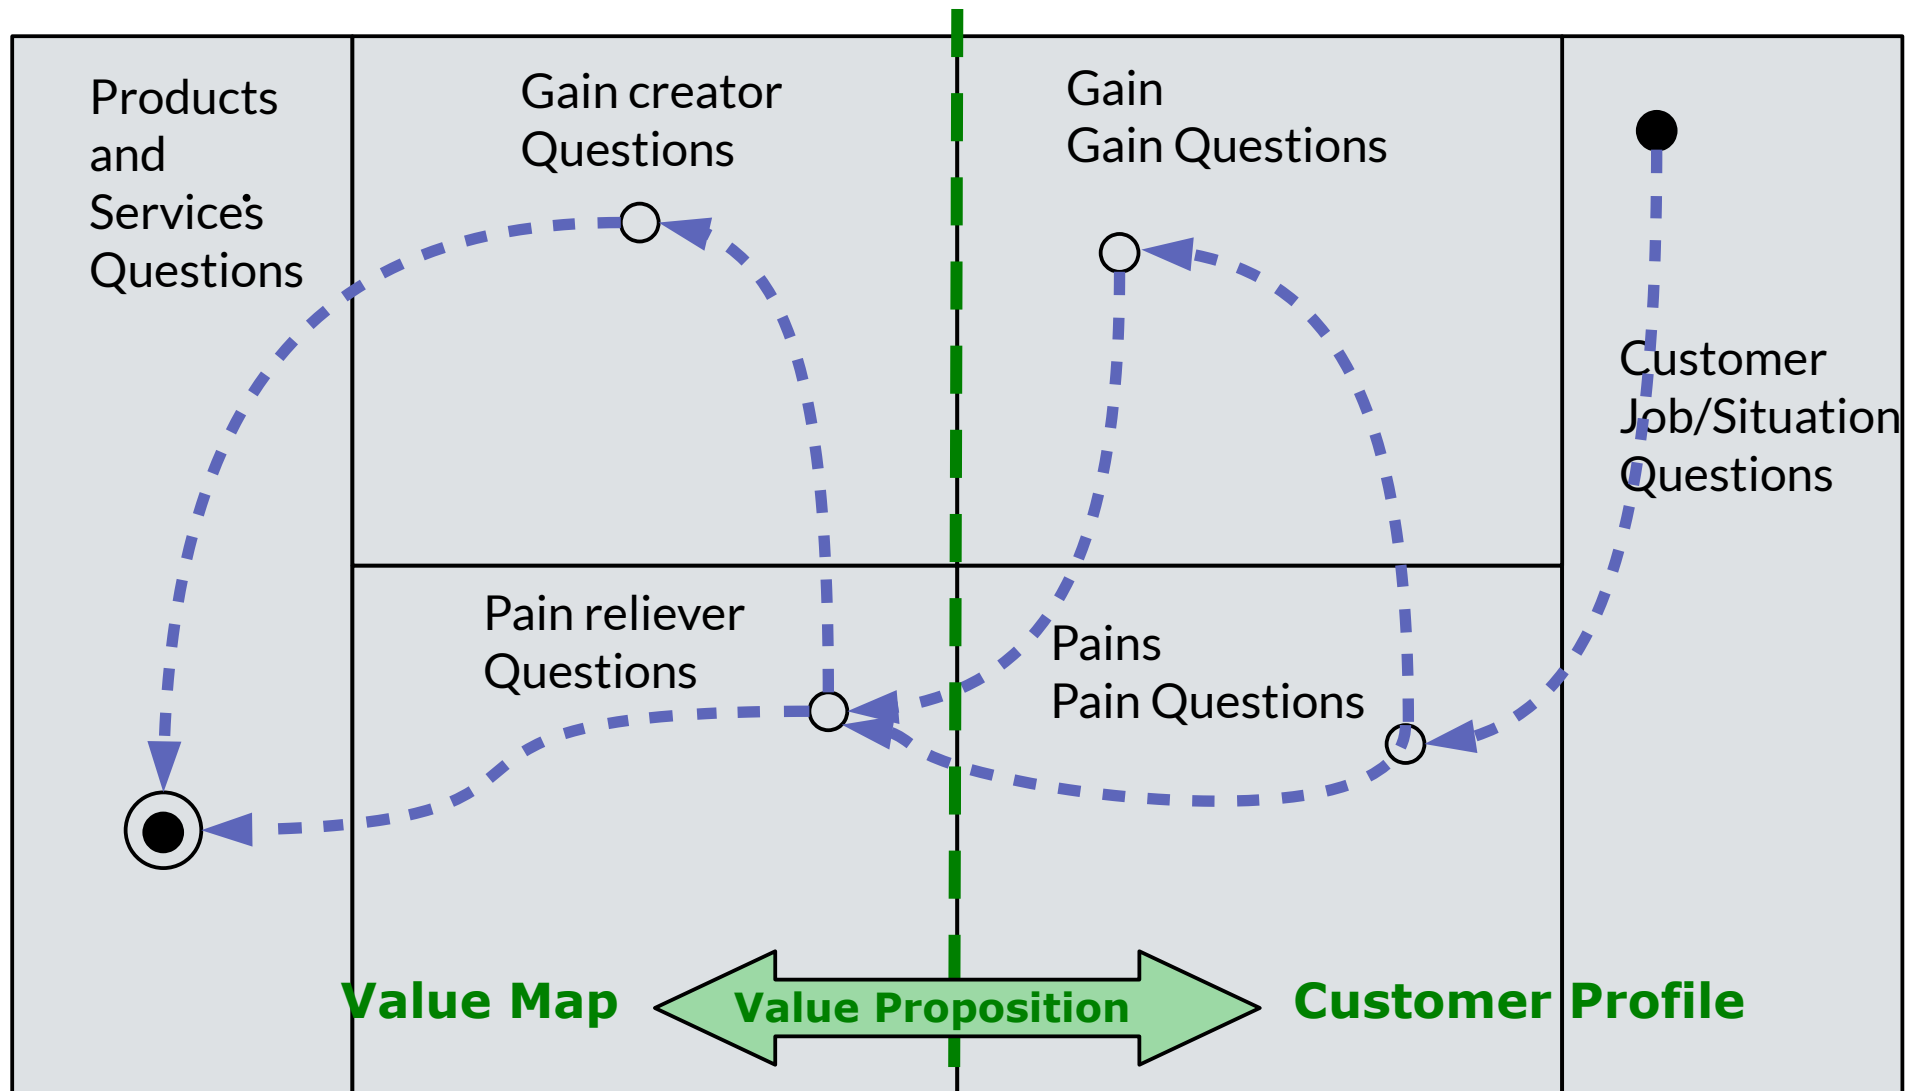 Products
and
Services
Questions
Gain creator
Questions
Gain
Gain Questions
Customer
Job/Situation
Questions
Pain reliever
Questions
Pains
Pain Questions
Value Map
Value Proposition
Customer Profile